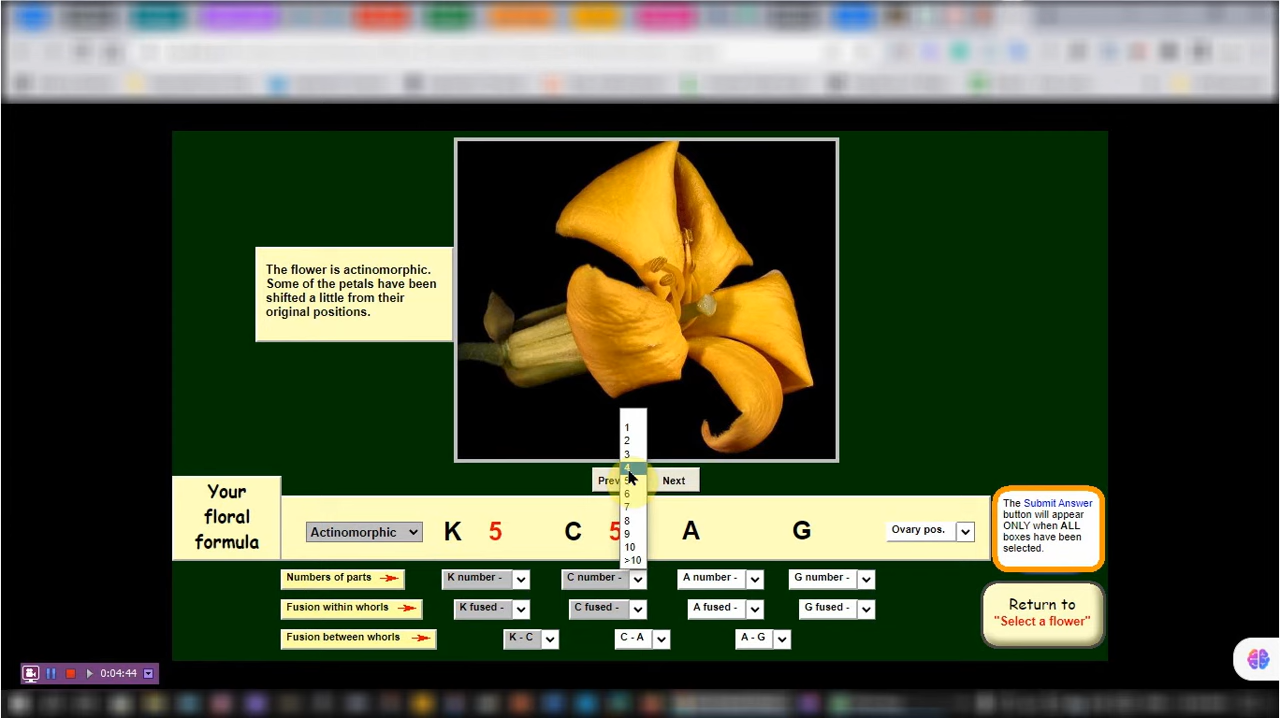 The flower is actinomorphic.
Some of the petals have been
shifted a little from their
original positions.
1
2
3
4
5
6
7
8
9
10
>10
Prev
Next
Your
floral
formula
Actinomorphic
K 5 C 5 A G
Ovary pos.
The Submit Answer
button will appear
ONLY when ALL
boxes have been
selected.
Numbers of parts
K number -
C number -
A number -
G number -
Fusion within whorls
K fused -
C fused -
A fused -
G fused -
Fusion between whorls
K - C
C - A
A - G
Return to
"Select a flower"
0:04:44